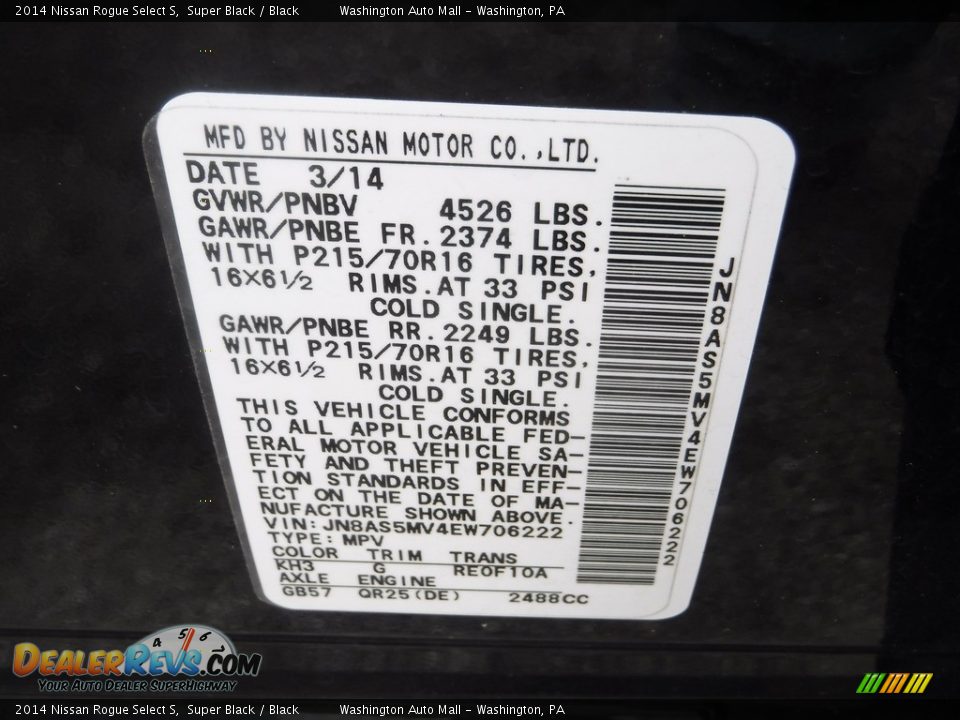 2014 Nissan Rogue Select S, Super Black / Black Washington Auto Mall - Washington, PA
MFD BY NISSAN MOTOR CO.,LTD.
DATE 3/14
GVWR/PNBV 4526 LBS.
GAWR/PNBE FR. 2374 LBS.
WITH P215/70R16 TIRES,
16X6½ RIMS. AT 33 PSI
COLD SINGLE.
GAWR/PNBE RR. 2249 LBS.
WITH P215/70R16 TIRES,
16X6½ RIMS. AT 33 PSI
COLD SINGLE.
THIS VEHICLE CONFORMS
TO ALL APPLICABLE FED-
ERAL MOTOR VEHICLE SA-
FETY AND THEFT PREVEN-
TION STANDARDS IN EFF-
ECT ON THE DATE OF MA-
NUFACTURE SHOWN ABOVE.
VIN: JN8AS5MV4EW706222
TYPE: MPV
COLOR TRIM TRANS
KH3 G RE0F10A
AXLE ENGINE
GB57 QR25(DE) 2488CC
JN8AS5MV4EW706222
4 5 6 7
DEALERREVS.COM
YOUR AUTO DEALER SUPERHIGHWAY
2014 Nissan Rogue Select S, Super Black / Black Washington Auto Mall - Washington, PA